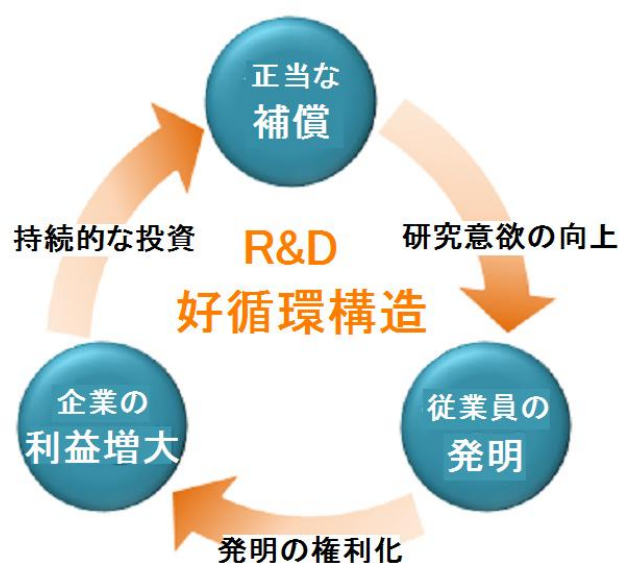 正当な
補償
持続的な投資
研究意欲の向上
R&D
好循環構造
企業の
利益増大
従業員の
発明
発明の権利化